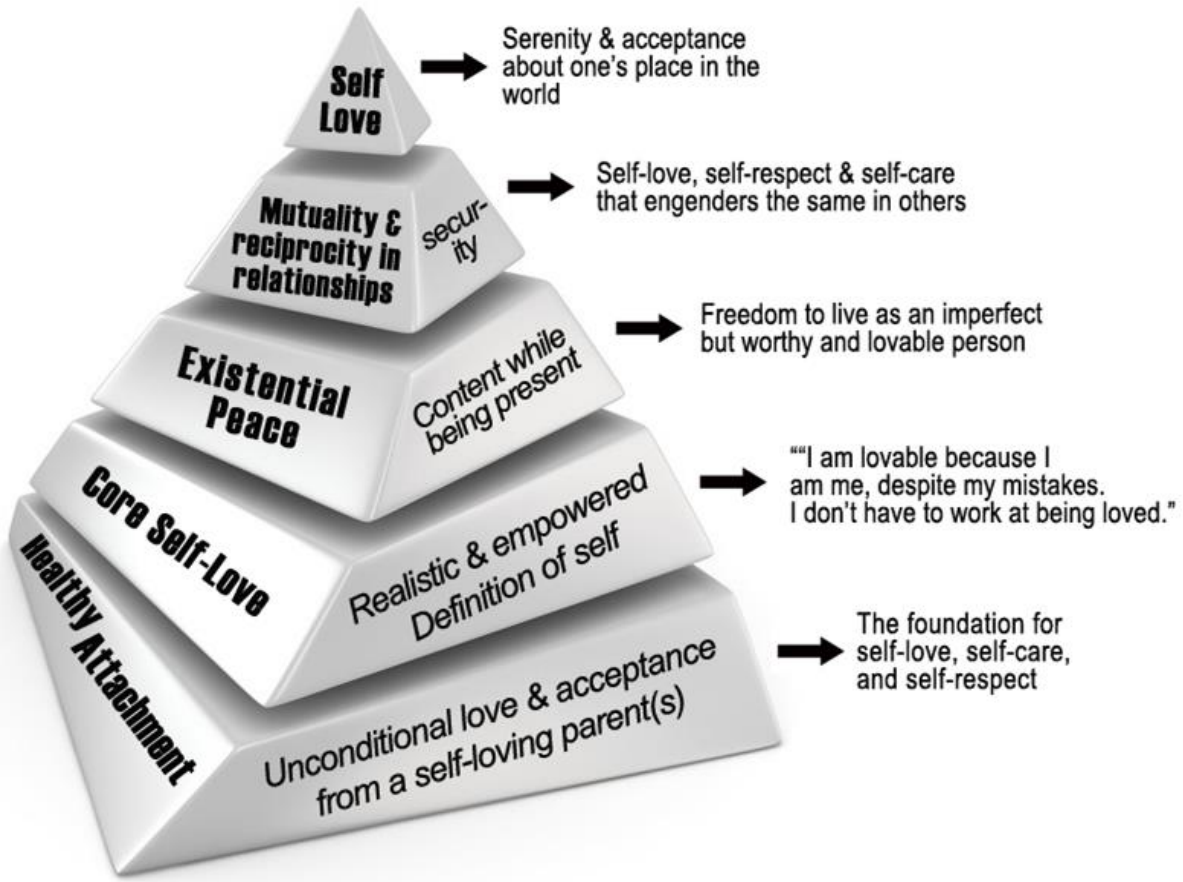 Self
Love
Serenity & acceptance
about one's place in the
world
Mutuality &
reciprocity in
relationships
secur-
ity
Self-love, self-respect & self-care
that engenders the same in others
Existential
Peace
Content while
being present
Freedom to live as an imperfect
but worthy and lovable person
Core Self-Love
Realistic & empowered
Definition of self
““I am lovable because I
am me, despite my mistakes.
I don't have to work at being loved.”
Healthy Attachment
Unconditional love & acceptance
from a self-loving parent(s)
The foundation for
self-love, self-care,
and self-respect